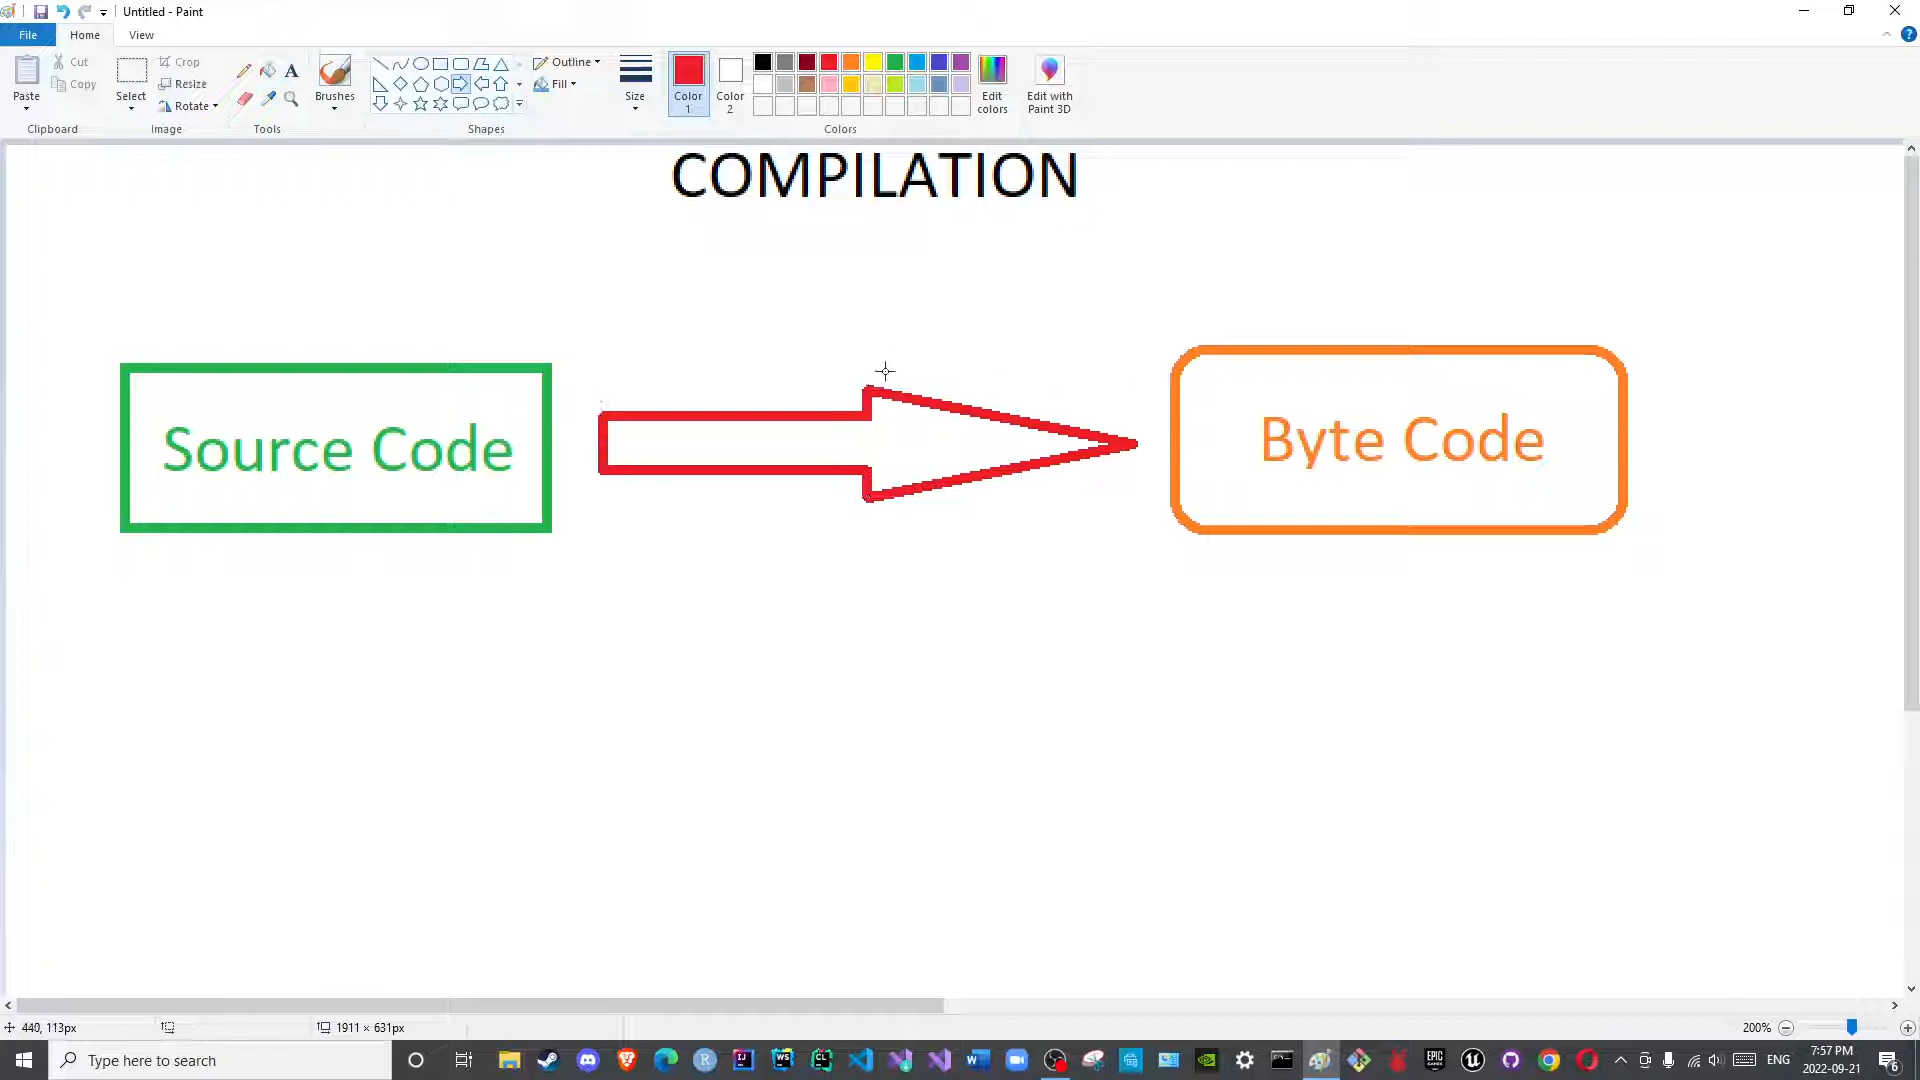 Untitled - Paint
File Home View
Paste
Cut
Copy
Clipboard
Select
Crop
Resize
Rotate
Image
Tools
Brushes
Shapes
Outline
Fill
Size
Color 1
Color 2
Colors
Edit colors
Edit with Paint 3D
COMPILATION
Source Code
Byte Code
440, 113px
1911 × 631px
200%
Type here to search
ENG
7:57 PM
2022-09-21